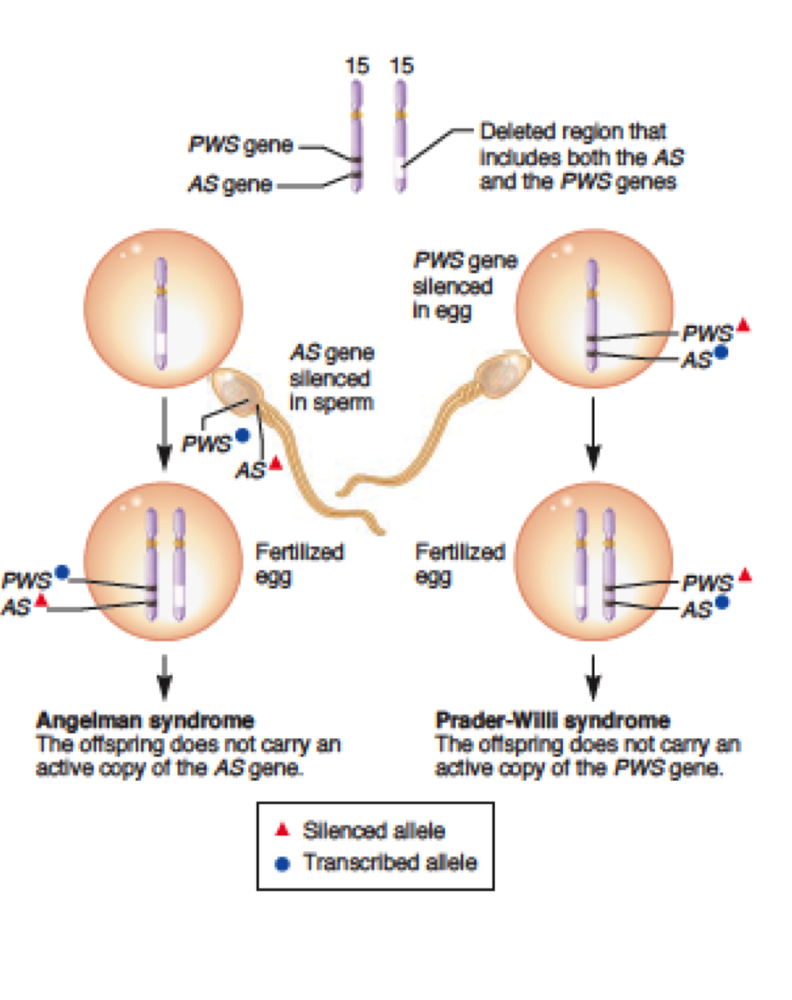 15 15
PWS gene
AS gene
Deleted region that
includes both the AS
and the PWS genes
PWS gene
silenced
in egg
PWS
AS
AS gene
silenced
in sperm
PWS
AS
Fertilized
egg
PWS
AS
Fertilized
egg
PWS
AS
Angelman syndrome
The offspring does not carry an
active copy of the AS gene.
Prader-Willi syndrome
The offspring does not carry an
active copy of the PWS gene.
Silenced allele
Transcribed allele